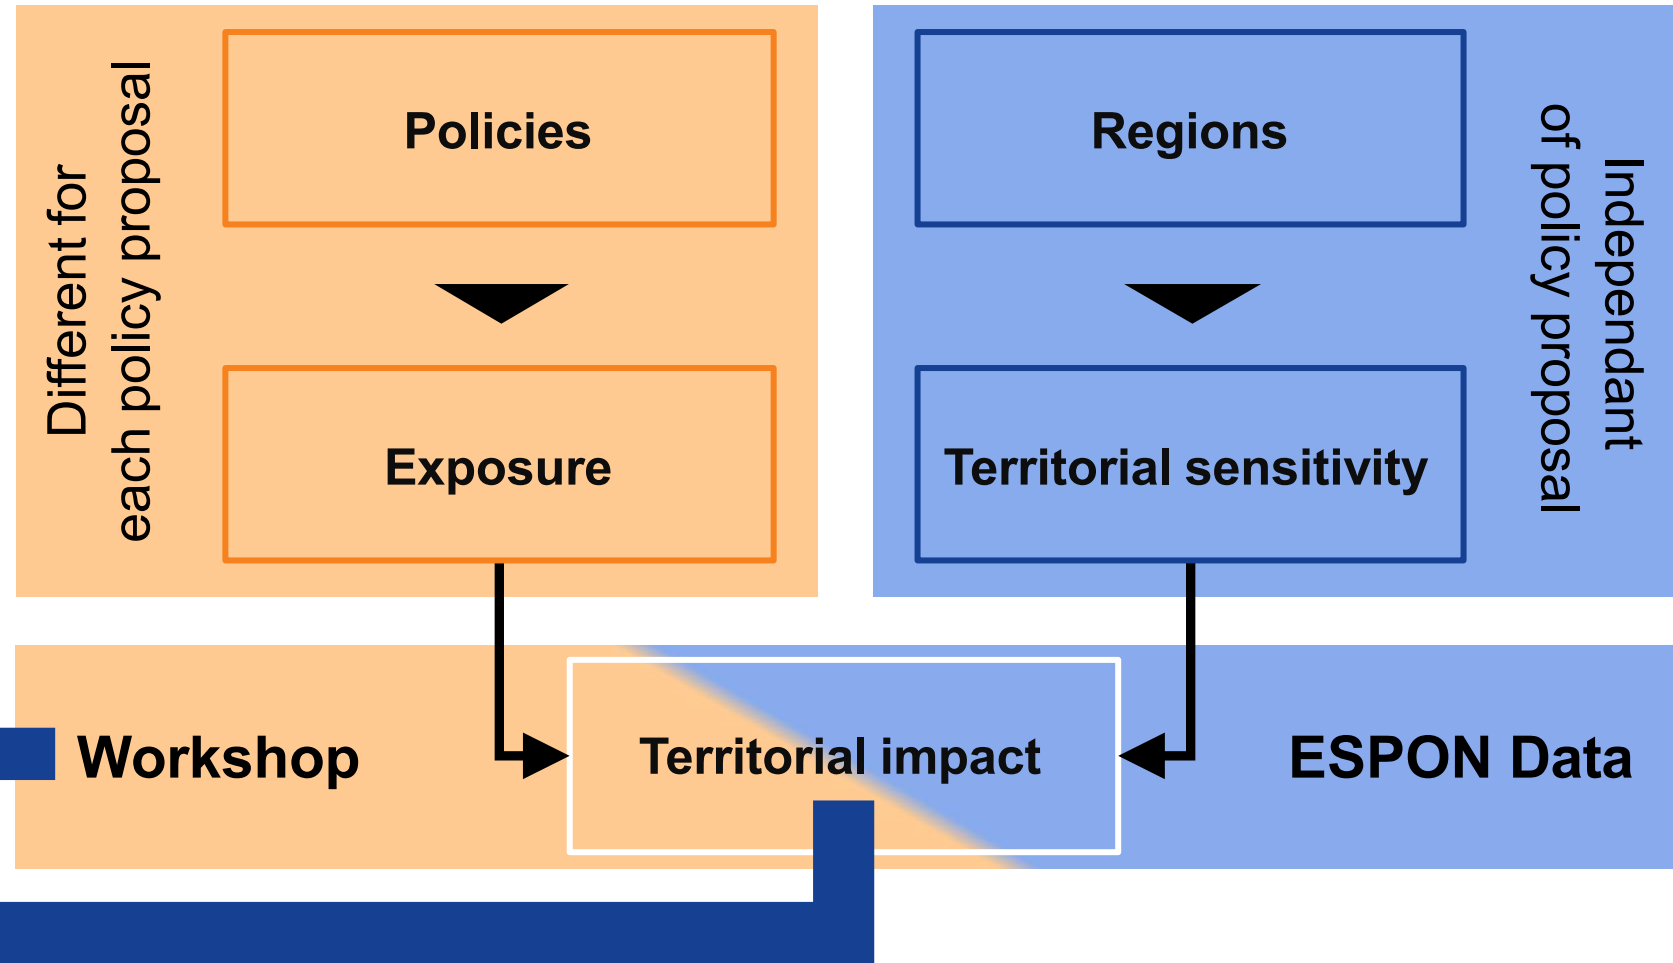 Different for
each policy proposal
Policies
Exposure
Regions
Territorial sensitivity
Independant
of policy proposal
Workshop
Territorial impact
ESPON Data